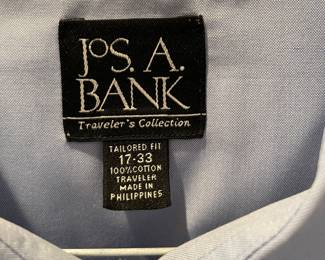 JoS. A.
BANK
Traveler's Collection
TAILORED FIT
17-33
100% COTTON
TRAVELER
MADE IN
PHILIPPINES